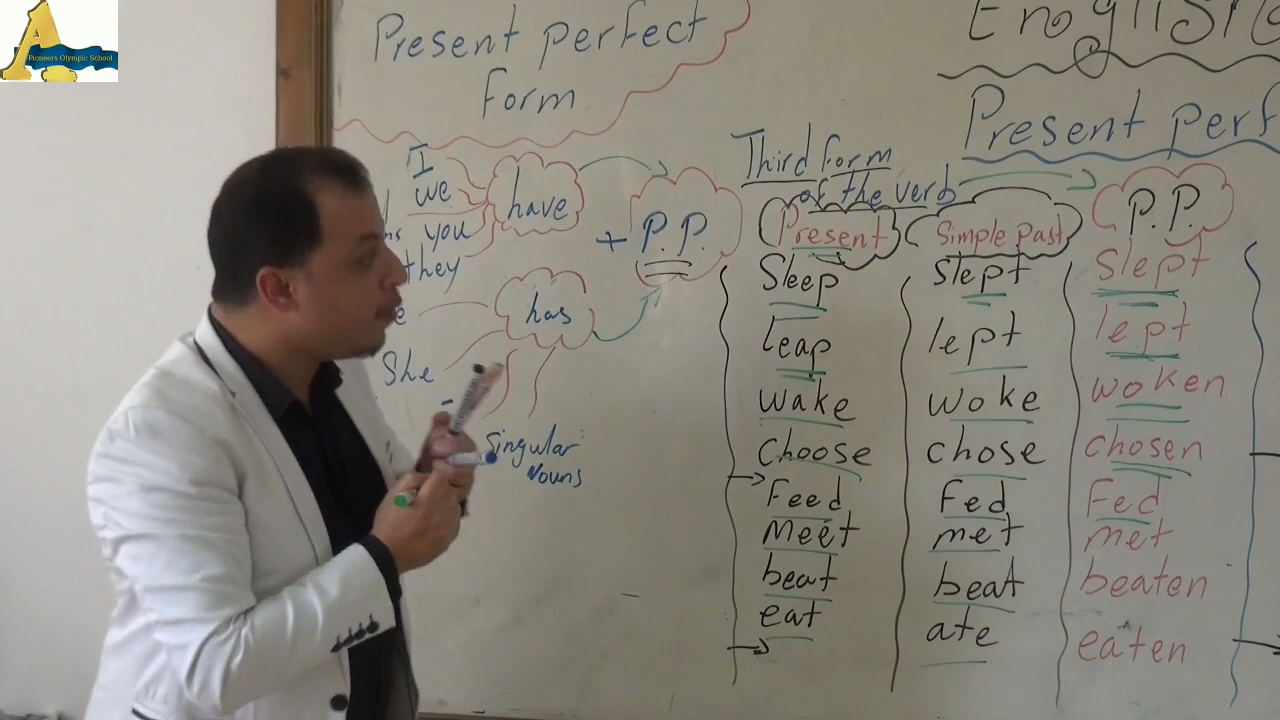 Pioneers Olympic School
Present perfect
Form
I
we
you
they
have
She
has
+ P.P.
Singular
Nouns
English
Present perf
Third Form
of the verb
Present Simple Past P.P.
Sleep slept slept
leap lept lept
wake woke woken
Choose chose chosen
Feed Fed Fed
Meet met met
beat beat beaten
eat ate eaten